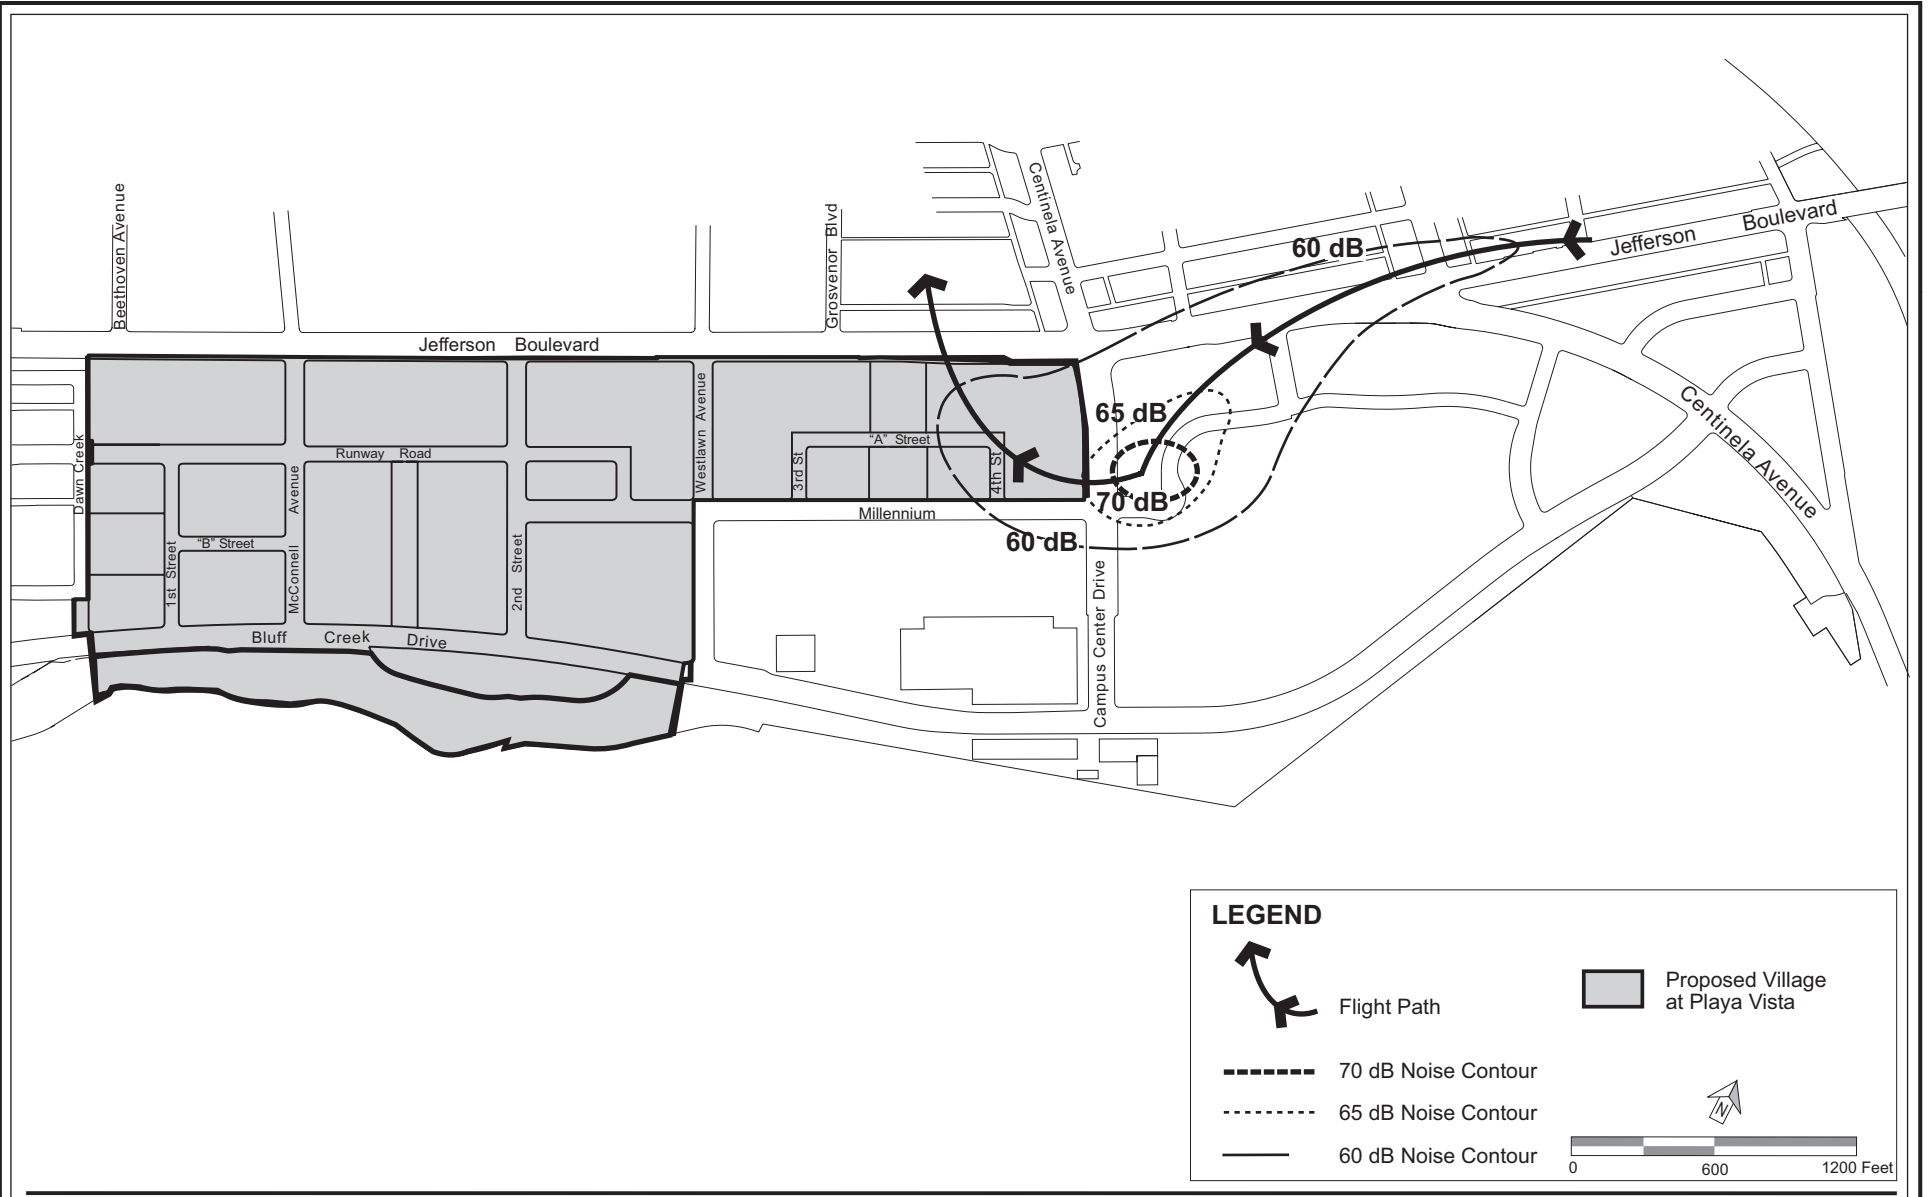 Beethoven Avenue
Grosvenor Blvd
Centinela Avenue
60 dB
Jefferson Boulevard
Jefferson Boulevard
Dawn Creek
Westlawn Avenue
65 dB
"A" Street
Runway Road
3rd St
4th St
Centinela Avenue
McConnell Avenue
70 dB
Millennium
60 dB
"B" Street
1st Street
2nd Street
Campus Center Drive
Bluff Creek Drive
LEGEND
Flight Path
Proposed Village
at Playa Vista
70 dB Noise Contour
65 dB Noise Contour
60 dB Noise Contour
N
0 600 1200 Feet